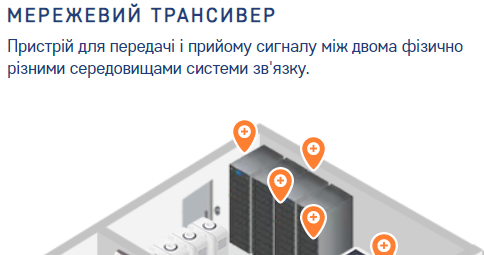 МЕРЕЖЕВИЙ ТРАНСИВЕР
Пристрій для передачі і прийому сигналу між двома фізично
різними середовищами системи зв'язку.